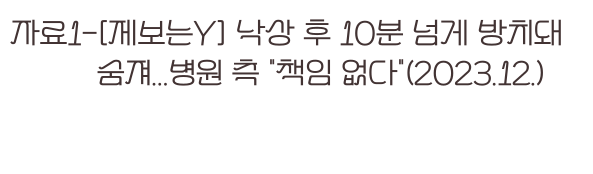 자료1-[제보는Y] 낙상 후 10분 넘게 방치돼
숨져...병원 측 "책임 없다"(2023.12.)